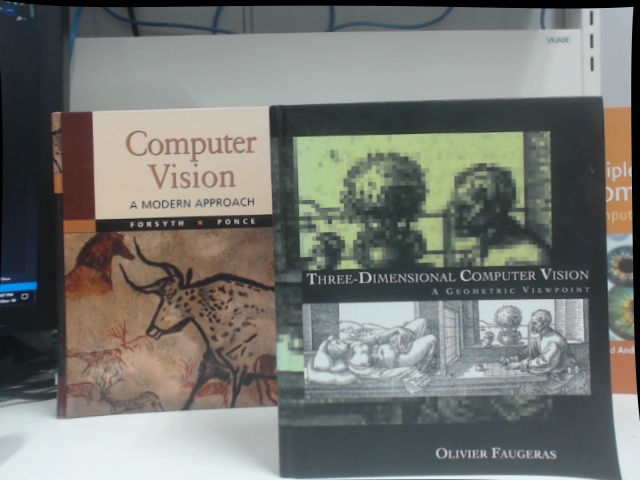 Computer
Vision
A MODERN APPROACH
FORSYTH PONCE
THREE-DIMENSIONAL COMPUTER VISION
A GEOMETRIC VIEWPOINT
OLIVIER FAUGERAS